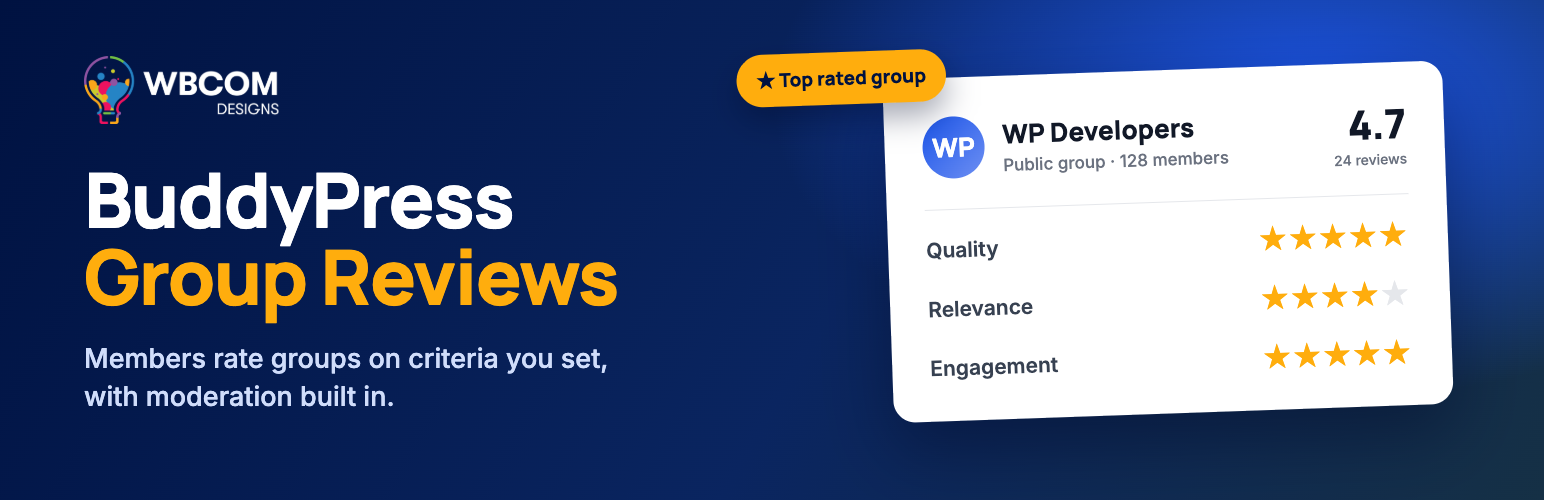 WBCOM
DESIGNS
BuddyPress
Group Reviews
Members rate groups on criteria you set,
with moderation built in.
★ Top rated group
WP
WP Developers
Public group · 128 members
4.7
24 reviews
Quality
Relevance
Engagement